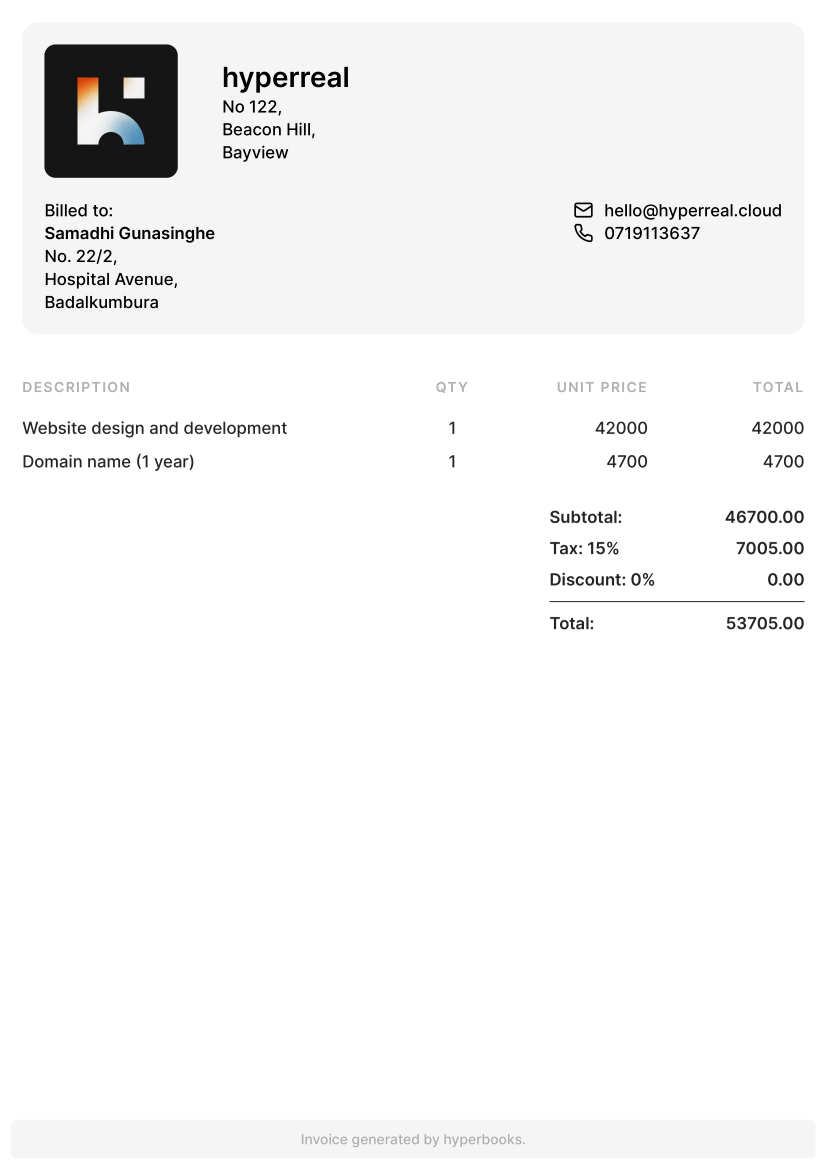 hyperreal
No 122,
Beacon Hill,
Bayview
Billed to:
Samadhi Gunasinghe
No. 22/2,
Hospital Avenue,
Badalkumbura
hello@hyperreal.cloud
0719113637
DESCRIPTION QTY UNIT PRICE TOTAL
Website design and development 1 42000 42000
Domain name (1 year) 1 4700 4700
Subtotal: 46700.00
Tax: 15% 7005.00
Discount: 0% 0.00
Total: 53705.00
Invoice generated by hyperbooks.